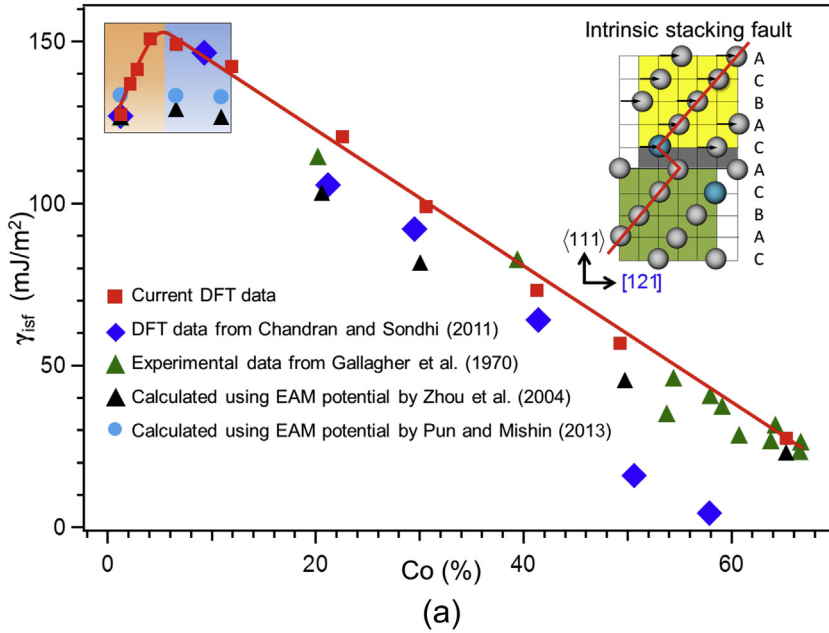 Intrinsic stacking fault
A
C
B
A
C
A
C
B
A
C
⟨111⟩
[121]
150
100
50
0
γisf (mJ/m²)
Current DFT data
DFT data from Chandran and Sondhi (2011)
Experimental data from Gallagher et al. (1970)
Calculated using EAM potential by Zhou et al. (2004)
Calculated using EAM potential by Pun and Mishin (2013)
0 20 40 60
Co (%)
(a)